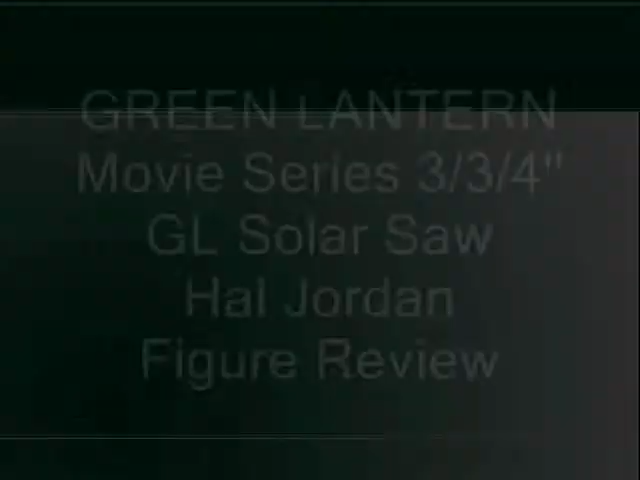 GREEN LANTERN
Movie Series 3/3/4"
GL Solar Saw
Hal Jordan
Figure Review